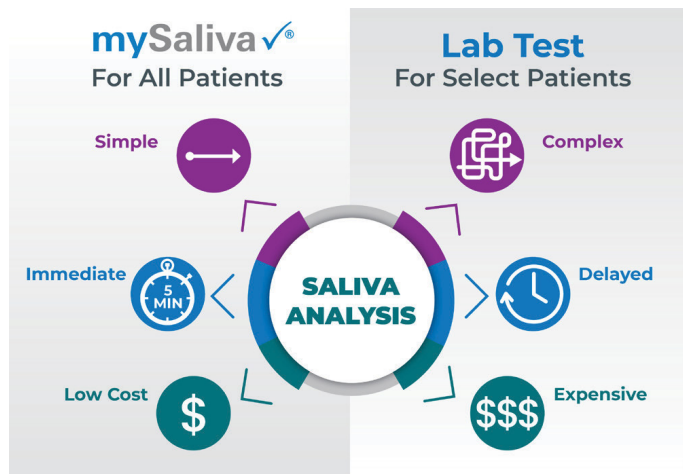 mySaliva ✓®
For All Patients
Lab Test
For Select Patients
Simple
Complex
Immediate
5
MIN
Delayed
SALIVA
ANALYSIS
Low Cost
$
Expensive
$$$